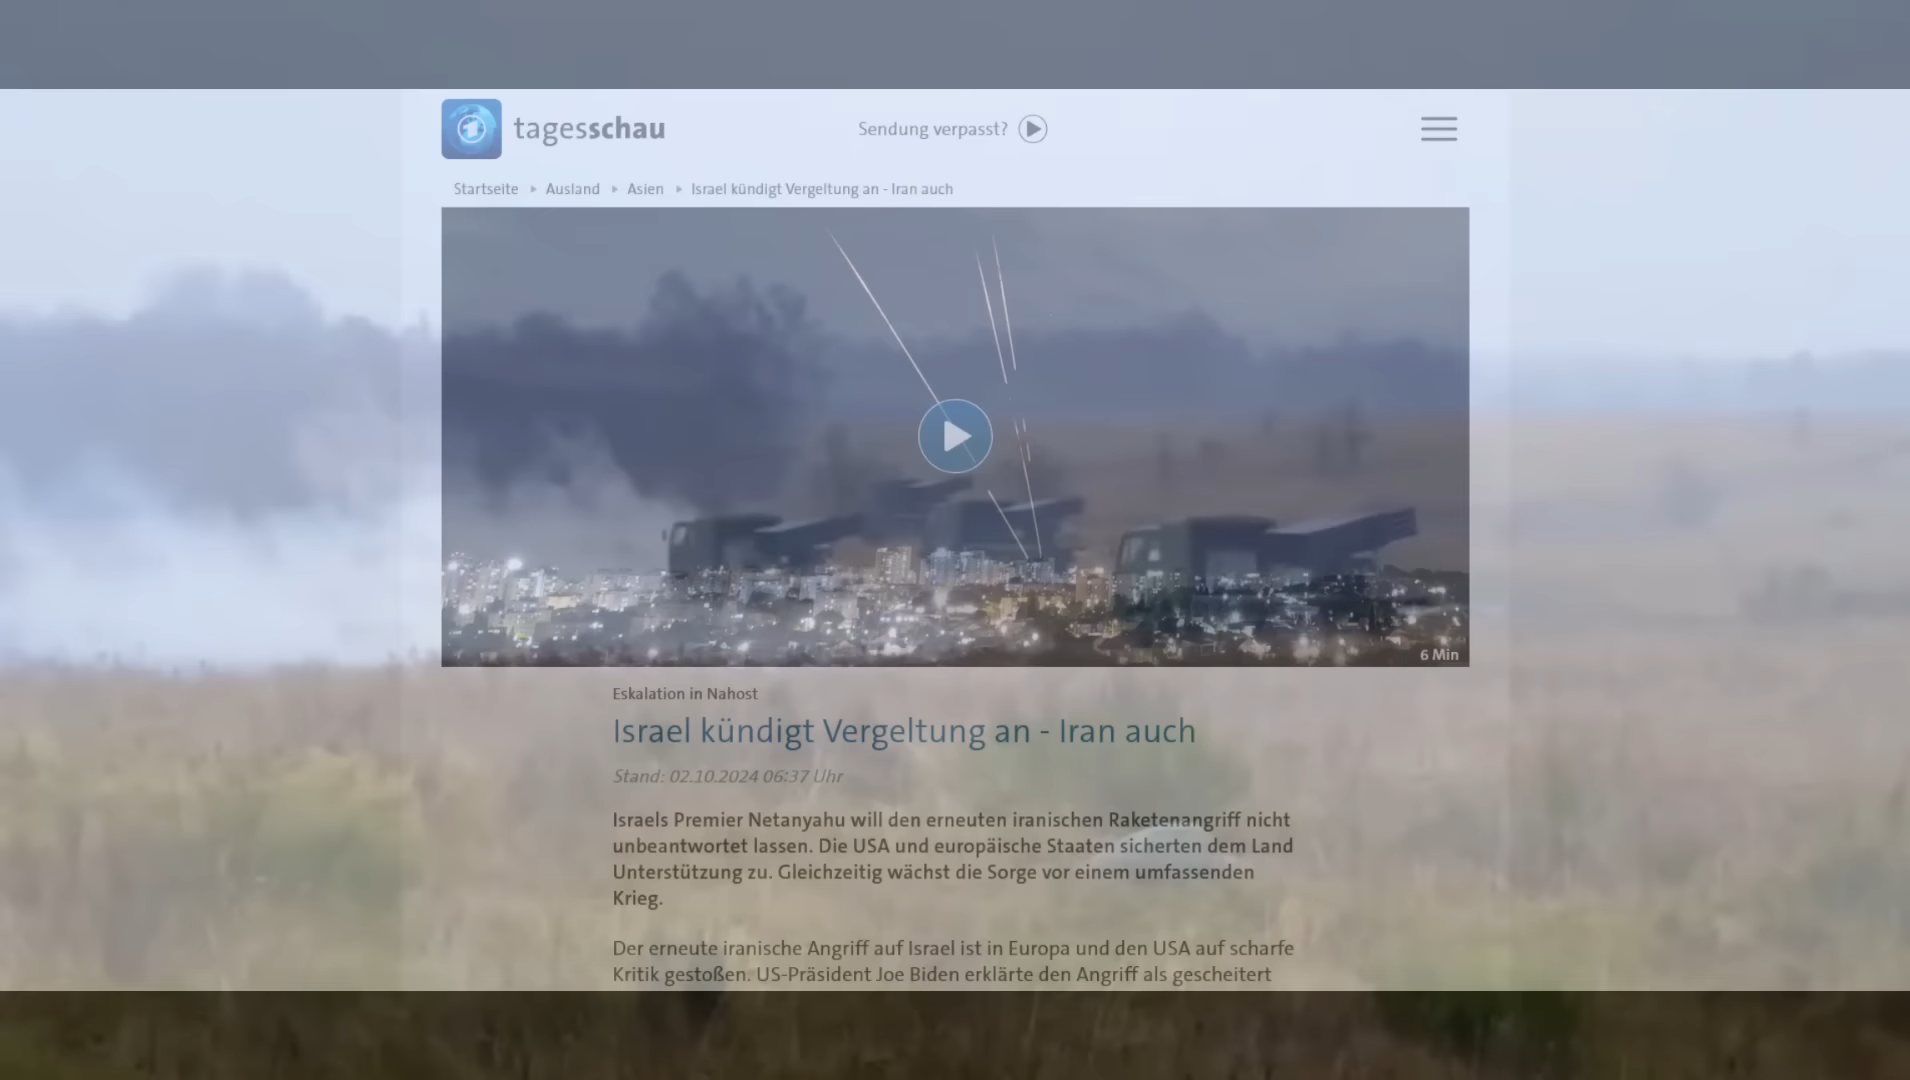 tagesschau
Sendung verpasst?
Startseite Ausland Asien Israel kündigt Vergeltung an - Iran auch
6 Min
Eskalation in Nahost
Israel kündigt Vergeltung an - Iran auch
Stand: 02.10.2024 06:37 Uhr
Israels Premier Netanyahu will den erneuten iranischen Raketenangriff nicht
unbeantwortet lassen. Die USA und europäische Staaten sicherten dem Land
Unterstützung zu. Gleichzeitig wächst die Sorge vor einem umfassenden
Krieg.
Der erneute iranische Angriff auf Israel ist in Europa und den USA auf scharfe
Kritik gestoßen. US-Präsident Joe Biden erklärte den Angriff als gescheitert